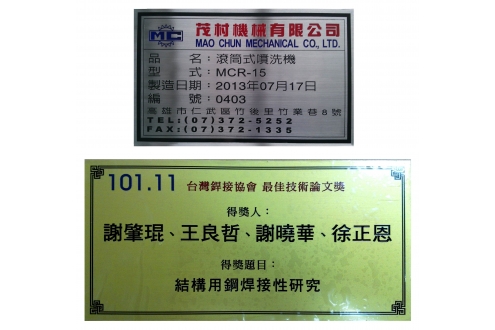 MC
茂村機械有限公司
MAO CHUN MECHANICAL CO., LTD.
品名:滾筒式噴洗機
型式:MCR-15
製造日期:2013年07月17日
編號:0403
高雄市仁武區竹後里竹業巷8號
TEL:(07)372-5252
FAX:(07)372-1335
101.11 台灣銲接協會 最佳技術論文獎
得獎人:
謝肇琨、王良哲、謝曉華、徐正恩
得獎題目:
結構用鋼焊接性研究